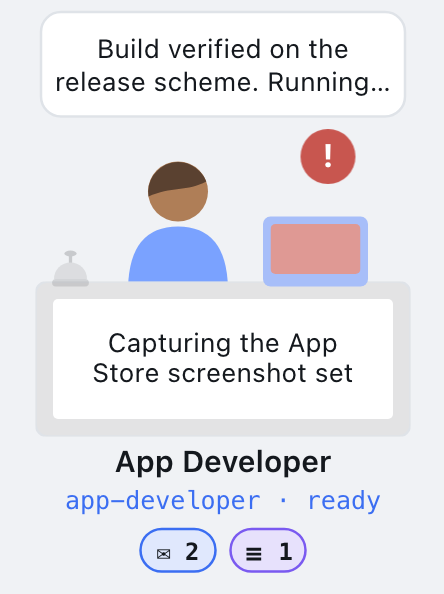 Build verified on the
release scheme. Running…
!
Capturing the App
Store screenshot set
App Developer
app-developer · ready
✉ 2 ≡ 1